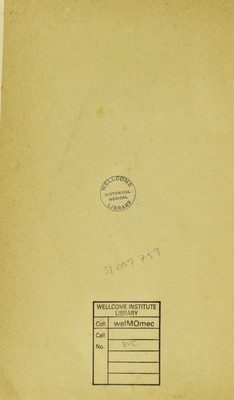 WELLCOME
HISTORICAL
MEDICAL
LIBRARY
WELLCOME INSTITUTE
LIBRARY
Coll. welMOmec
Call
No.